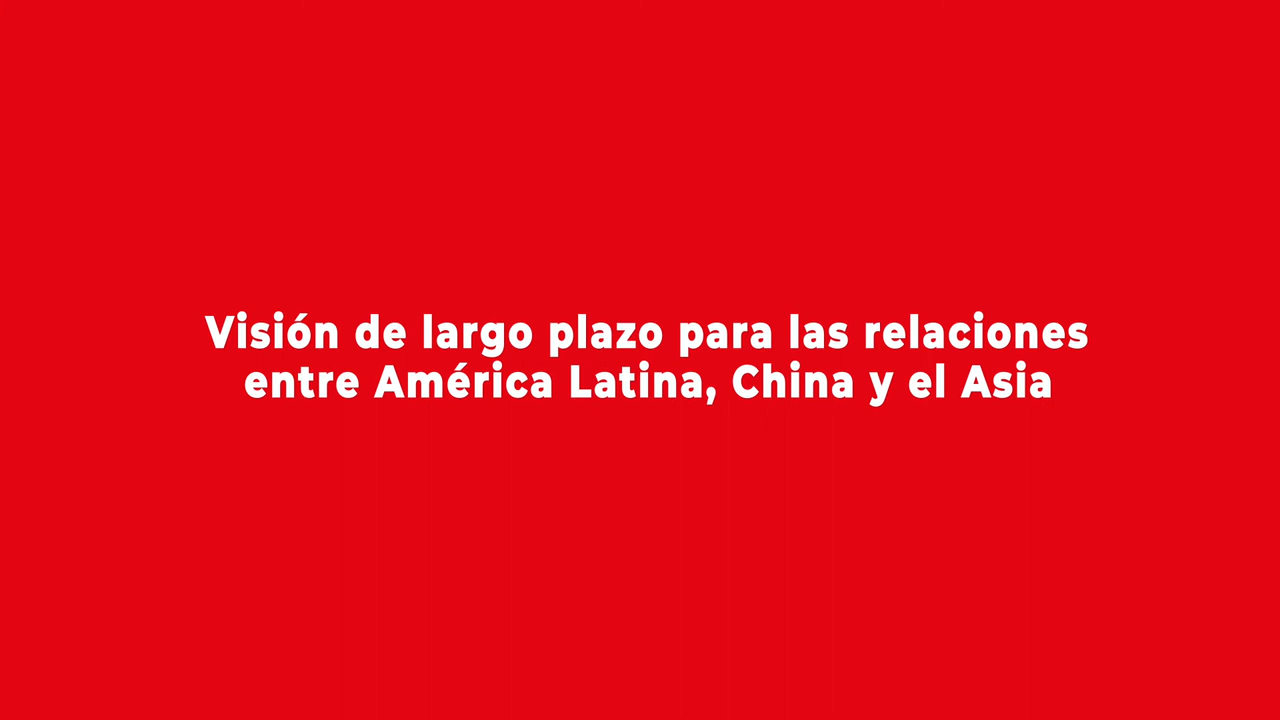 Visión de largo plazo para las relaciones
entre América Latina, China y el Asia